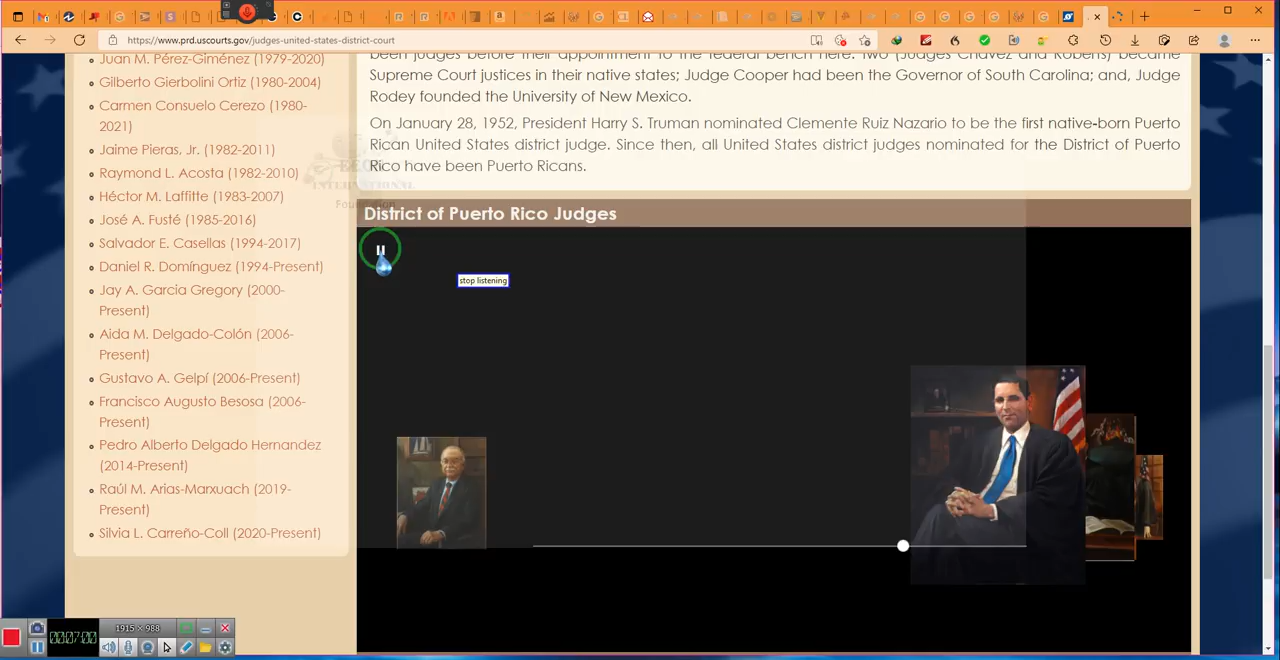 https://www.prd.uscourts.gov/judges-united-states-district-court
Juan M. Pérez-Giménez (1979-2020)
Gilberto Gierbolini Ortiz (1980-2004)
Carmen Consuelo Cerezo (1980-
2021)
Jaime Pieras, Jr. (1982-2011)
Raymond L. Acosta (1982-2010)
Héctor M. Laffitte (1983-2007)
José A. Fusté (1985-2016)
Salvador E. Casellas (1994-2017)
Daniel R. Domínguez (1994-Present)
Jay A. Garcia Gregory (2000-
Present)
Aida M. Delgado-Colón (2006-
Present)
Gustavo A. Gelpí (2006-Present)
Francisco Augusto Besosa (2006-
Present)
Pedro Alberto Delgado Hernandez
(2014-Present)
Raúl M. Arias-Marxuach (2019-
Present)
Silvia L. Carreño-Coll (2020-Present)
been judges before their appointment to the federal bench here. Two (Judges Chavez and Roberts) became
Supreme Court justices in their native states; Judge Cooper had been the Governor of South Carolina; and, Judge
Rodey founded the University of New Mexico.
On January 28, 1952, President Harry S. Truman nominated Clemente Ruiz Nazario to be the first native-born Puerto
Rican United States district judge. Since then, all United States district judges nominated for the District of Puerto
Rico have been Puerto Ricans.
INTERNATIONAL
Foundation
District of Puerto Rico Judges
stop listening
1915 x 988
00:07:00